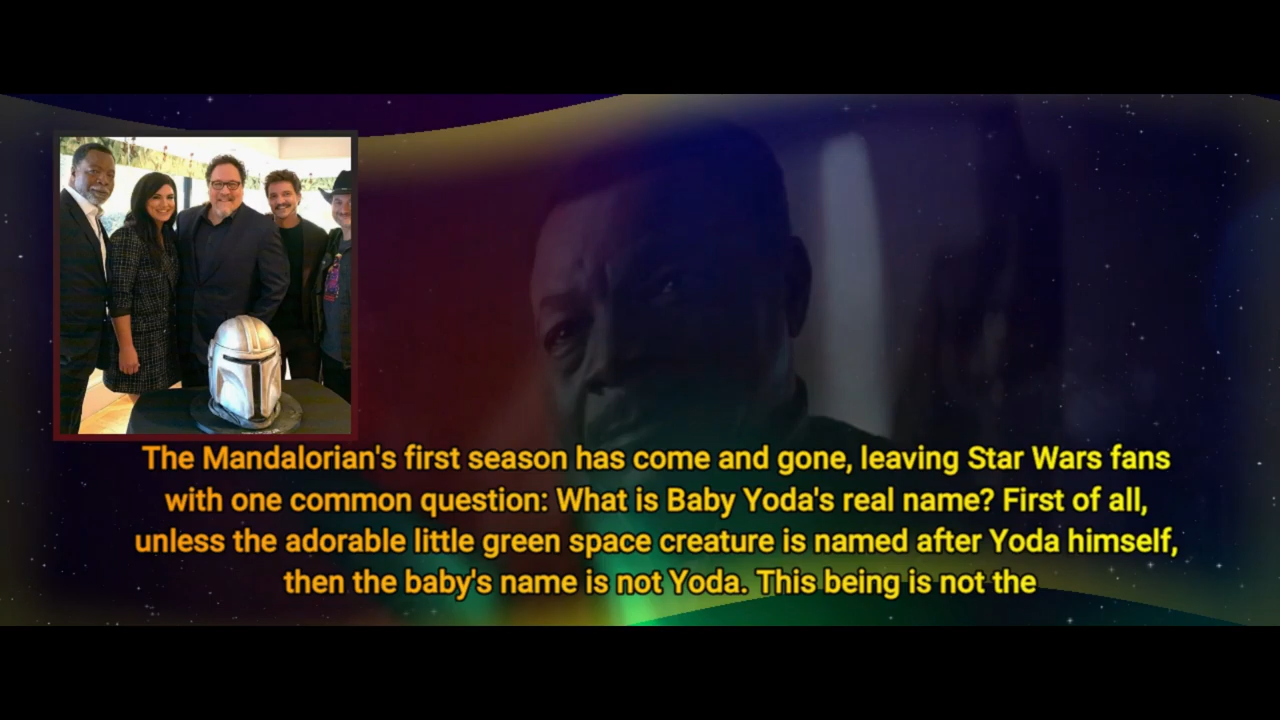 The Mandalorian's first season has come and gone, leaving Star Wars fans
with one common question: What is Baby Yoda's real name? First of all,
unless the adorable little green space creature is named after Yoda himself,
then the baby's name is not Yoda. This being is not the